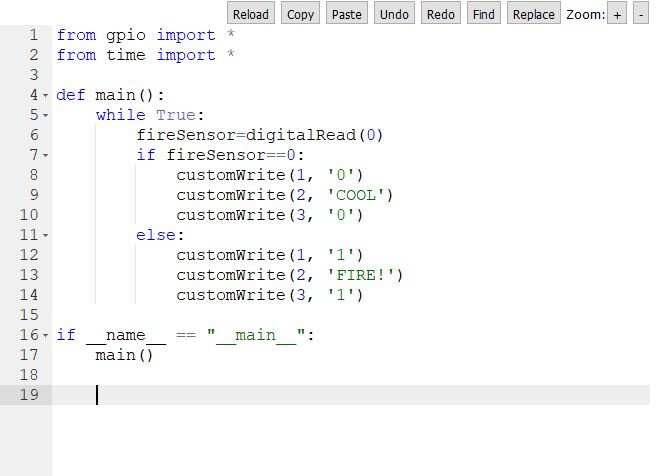 Reload Copy Paste Undo Redo Find Replace Zoom: + -
1 from gpio import *
2 from time import *
3
4 def main():
5     while True:
6         fireSensor=digitalRead(0)
7         if fireSensor==0:
8             customWrite(1, '0')
9             customWrite(2, 'COOL')
10             customWrite(3, '0')
11         else:
12             customWrite(1, '1')
13             customWrite(2, 'FIRE!')
14             customWrite(3, '1')
15
16 if __name__ == "__main__":
17     main()
18
19